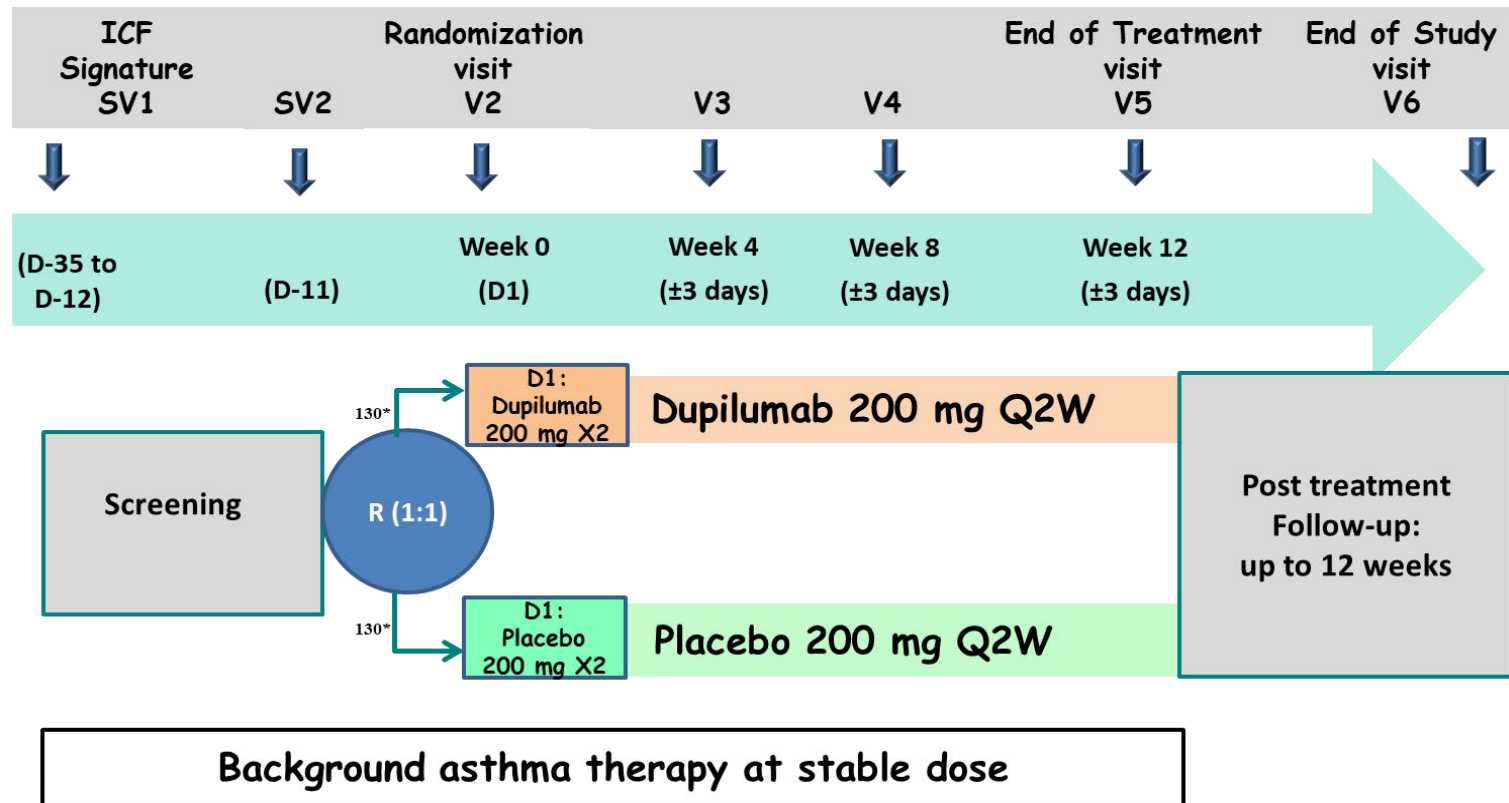 ICF
Signature
SV1
SV2
Randomization
visit
V2
V3
V4
End of Treatment
visit
V5
End of Study
visit
V6
(D-35 to
D-12)
(D-11)
Week 0
(D1)
Week 4
(±3 days)
Week 8
(±3 days)
Week 12
(±3 days)
Screening
R (1:1)
130*
D1:
Dupilumab
200 mg X2
Dupilumab 200 mg Q2W
130*
D1:
Placebo
200 mg X2
Placebo 200 mg Q2W
Post treatment
Follow-up:
up to 12 weeks
Background asthma therapy at stable dose